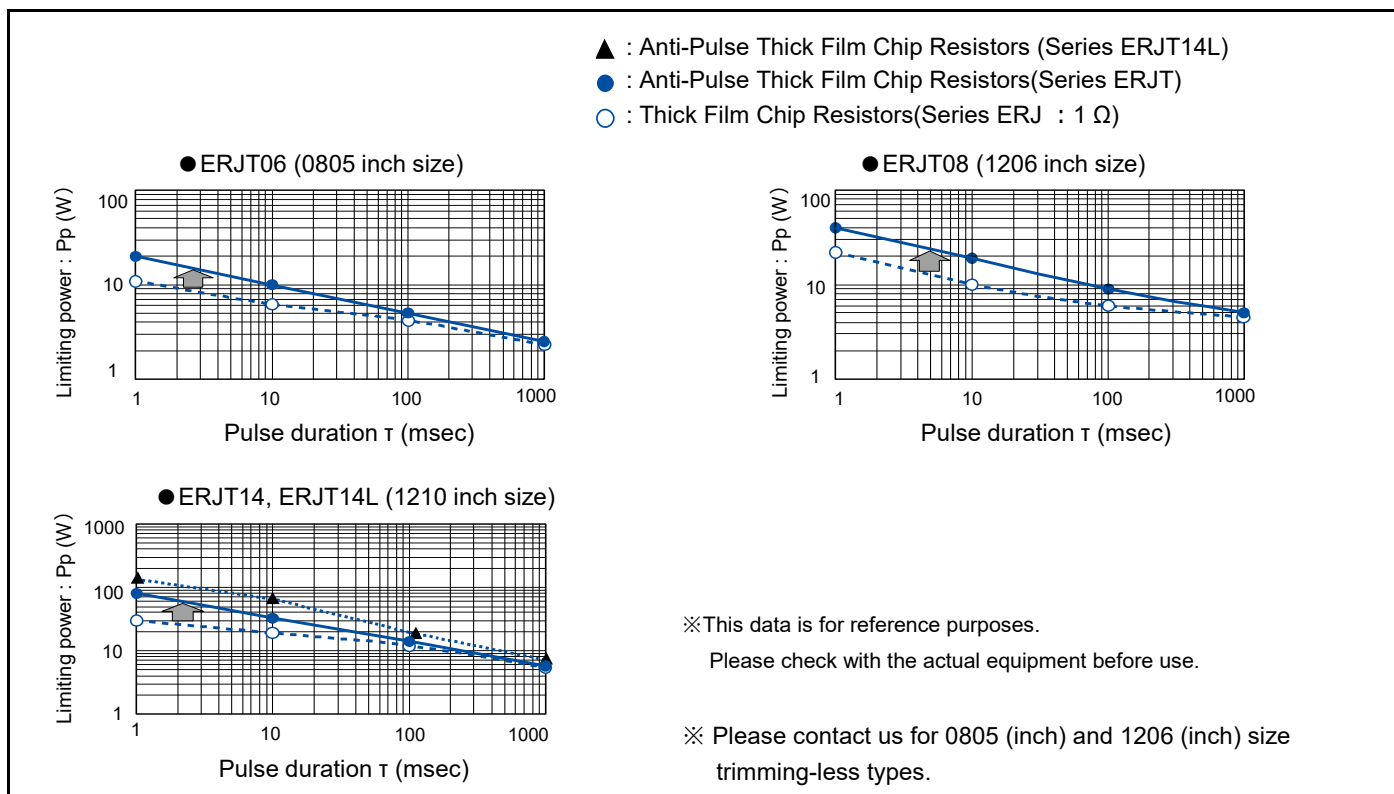 ▲ : Anti-Pulse Thick Film Chip Resistors (Series ERJT14L)
● : Anti-Pulse Thick Film Chip Resistors(Series ERJT)
○ : Thick Film Chip Resistors(Series ERJ : 1 Ω)
●ERJT06 (0805 inch size)
Limiting power : Pp (W)
100
10
1
1 10 100 1000
Pulse duration τ (msec)
●ERJT08 (1206 inch size)
Limiting power : Pp (W)
100
10
1
1 10 100 1000
Pulse duration τ (msec)
●ERJT14, ERJT14L (1210 inch size)
Limiting power : Pp (W)
1000
100
10
1
1 10 100 1000
Pulse duration τ (msec)
※This data is for reference purposes.
Please check with the actual equipment before use.
※ Please contact us for 0805 (inch) and 1206 (inch) size
trimming-less types.